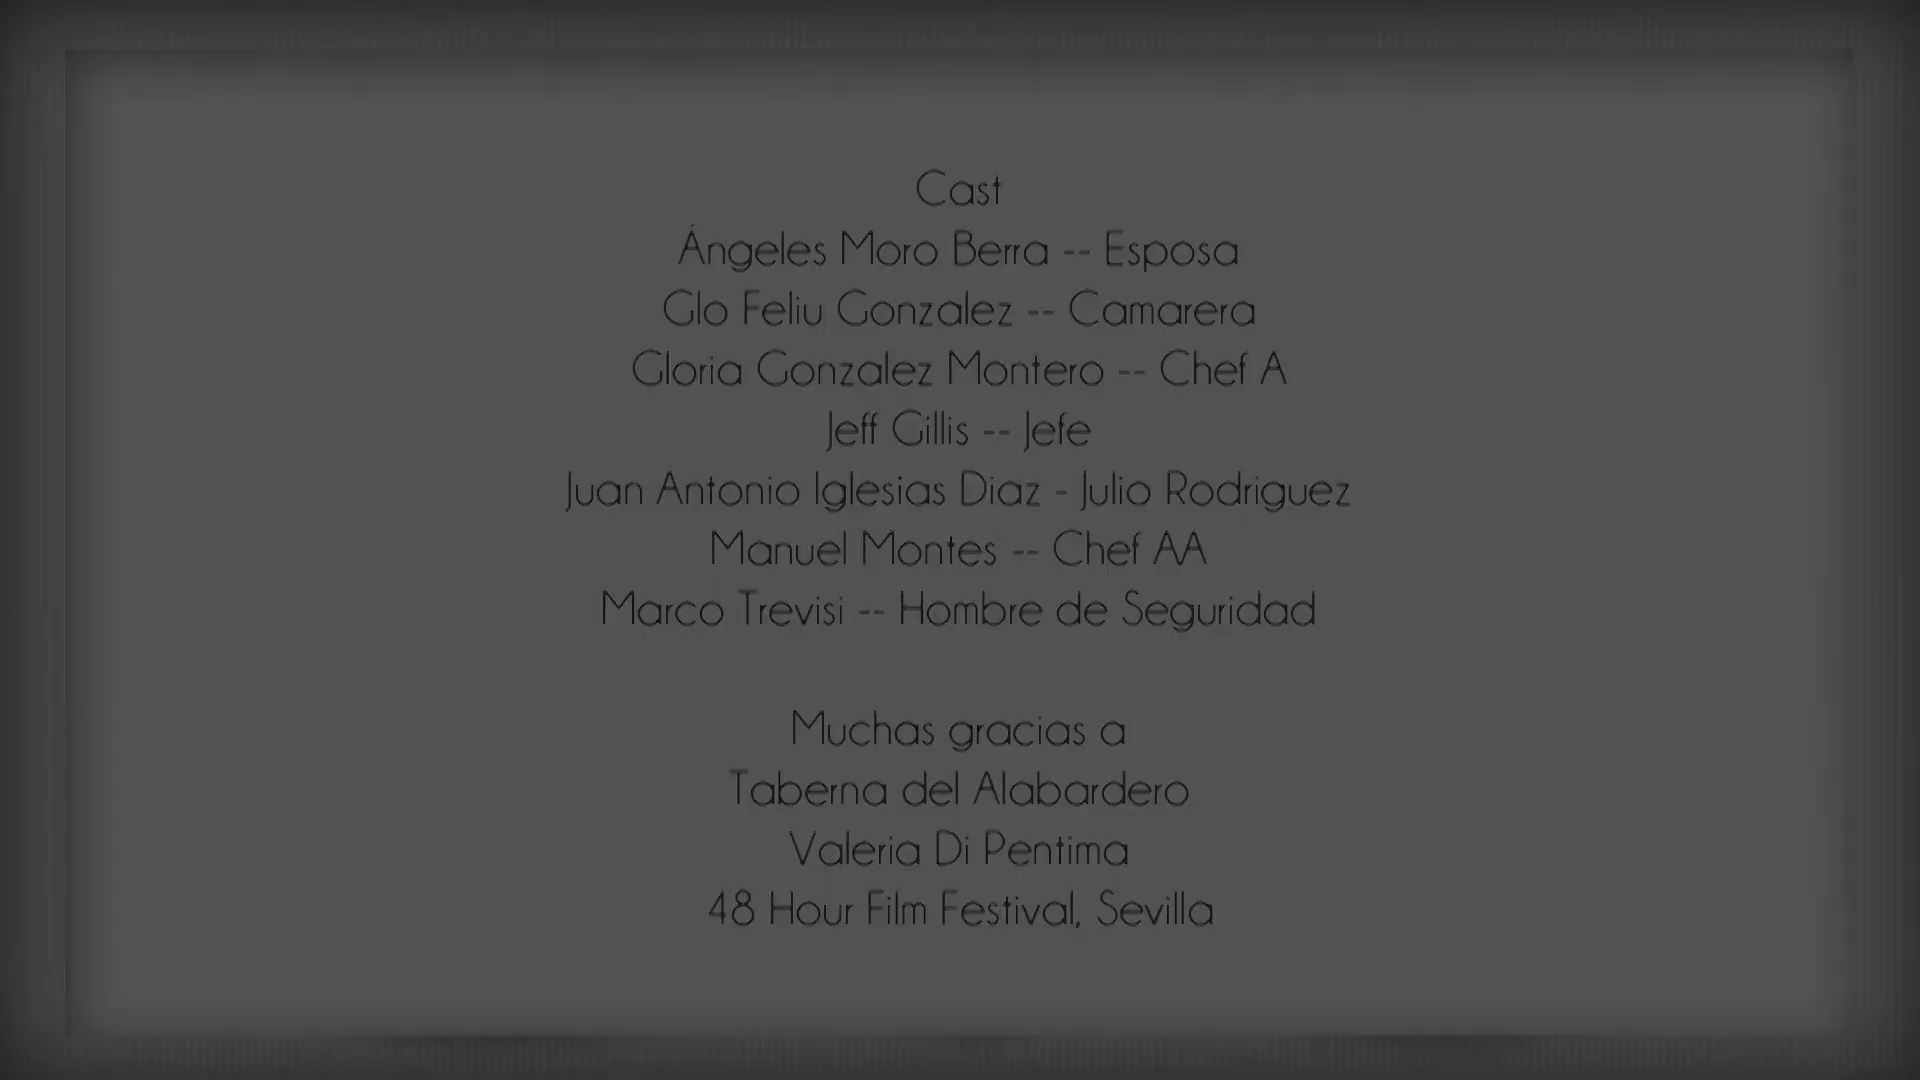 Cast
Ángeles Moro Berra -- Esposa
Glo Feliu Gonzalez -- Camarera
Gloria Gonzalez Montero -- Chef A
Jeff Gillis -- Jefe
Juan Antonio Iglesias Diaz - Julio Rodriguez
Manuel Montes -- Chef AA
Marco Trevisi -- Hombre de Seguridad
Muchas gracias a
Taberna del Alabardero
Valeria Di Pentima
48 Hour Film Festival, Sevilla